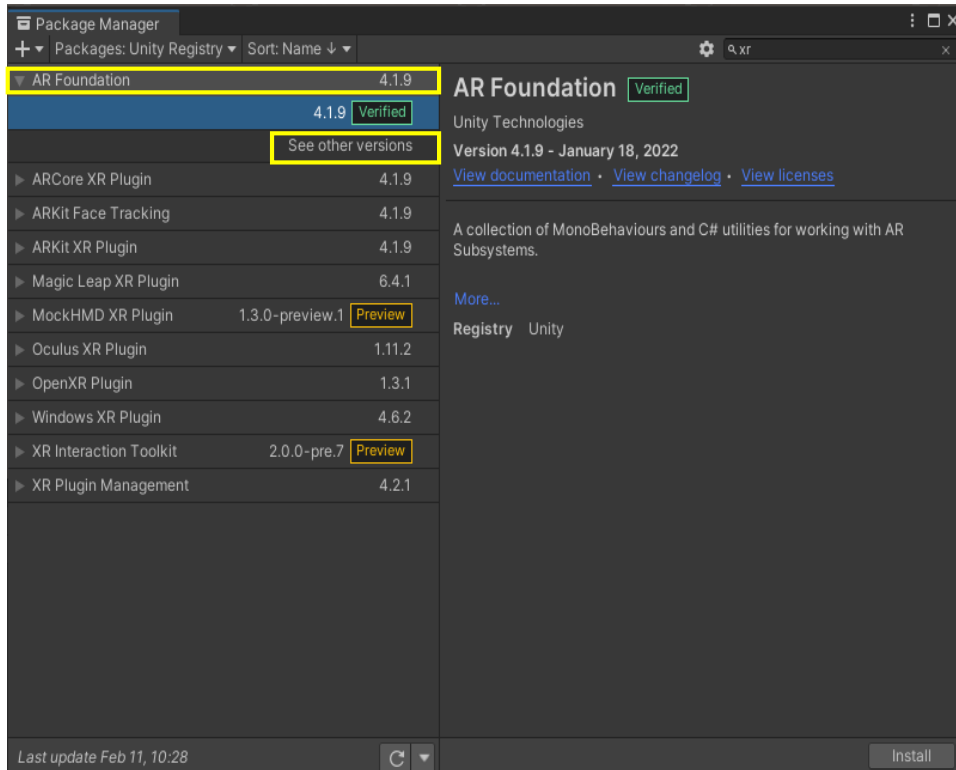 Package Manager
Packages: Unity Registry Sort: Name ↓ xr
AR Foundation 4.1.9
4.1.9 Verified
See other versions
ARCore XR Plugin 4.1.9
ARKit Face Tracking 4.1.9
ARKit XR Plugin 4.1.9
Magic Leap XR Plugin 6.4.1
MockHMD XR Plugin 1.3.0-preview.1 Preview
Oculus XR Plugin 1.11.2
OpenXR Plugin 1.3.1
Windows XR Plugin 4.6.2
XR Interaction Toolkit 2.0.0-pre.7 Preview
XR Plugin Management 4.2.1
Last update Feb 11, 10:28
AR Foundation Verified
Unity Technologies
Version 4.1.9 - January 18, 2022
View documentation • View changelog • View licenses
A collection of MonoBehaviours and C# utilities for working with AR
Subsystems.
More...
Registry Unity
Install